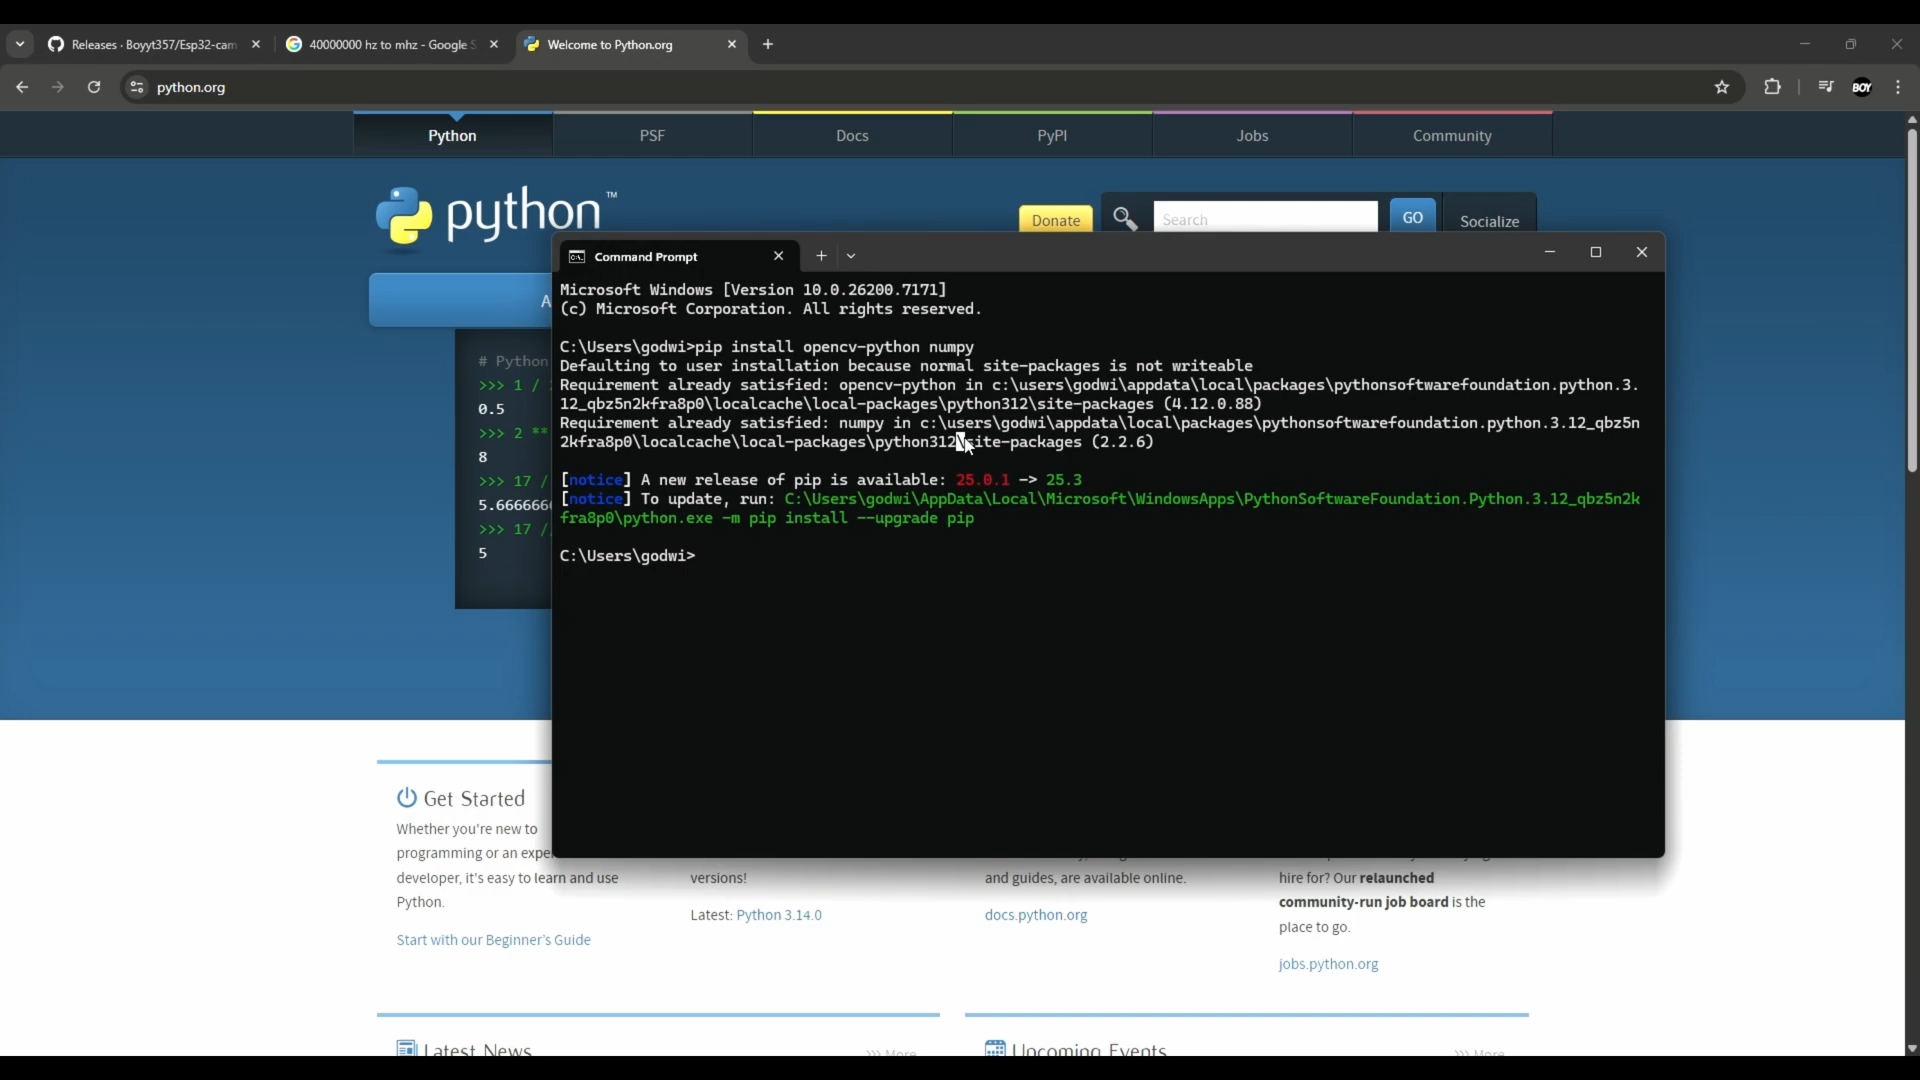 Releases · Boyyt357/Esp32-cam
40000000 hz to mhz - Google S
Welcome to Python.org
python.org
BOY
Python
PSF
Docs
PyPI
Jobs
Community
python™
Donate
Search
GO
Socialize
A
# Python
>>> 1 /
0.5
>>> 2 **
8
>>> 17 /
5.666666
>>> 17 /
5
Command Prompt
Microsoft Windows [Version 10.0.26200.7171]
(c) Microsoft Corporation. All rights reserved.
C:\Users\godwi>pip install opencv-python numpy
Defaulting to user installation because normal site-packages is not writeable
Requirement already satisfied: opencv-python in c:\users\godwi\appdata\local\packages\pythonsoftwarefoundation.python.3.
12_qbz5n2kfra8p0\localcache\local-packages\python312\site-packages (4.12.0.88)
Requirement already satisfied: numpy in c:\users\godwi\appdata\local\packages\pythonsoftwarefoundation.python.3.12_qbz5n
2kfra8p0\localcache\local-packages\python312\site-packages (2.2.6)
[notice] A new release of pip is available: 25.0.1 -> 25.3
[notice] To update, run: C:\Users\godwi\AppData\Local\Microsoft\WindowsApps\PythonSoftwareFoundation.Python.3.12_qbz5n2k
fra8p0\python.exe -m pip install --upgrade pip
C:\Users\godwi>
Get Started
Whether you're new to
programming or an expe
developer, it's easy to learn and use
Python.
Start with our Beginner's Guide
versions!
Latest: Python 3.14.0
and guides, are available online.
docs.python.org
hire for? Our relaunched
community-run job board is the
place to go.
jobs.python.org
Latest News
>>> More
Upcoming Events
>>> More